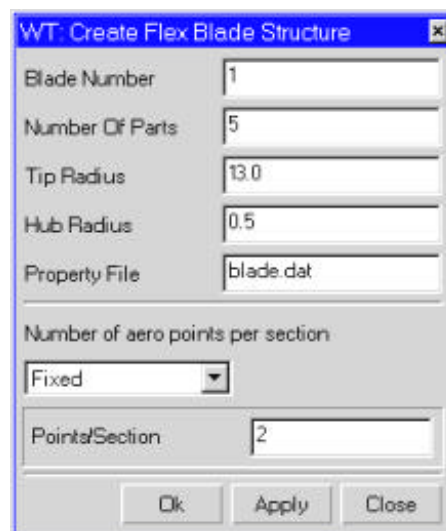 WT: Create Flex Blade Structure
Blade Number 1
Number Of Parts 5
Tip Radius 13.0
Hub Radius 0.5
Property File blade.dat
Number of aero points per section
Fixed
Points/Section 2
Ok Apply Close